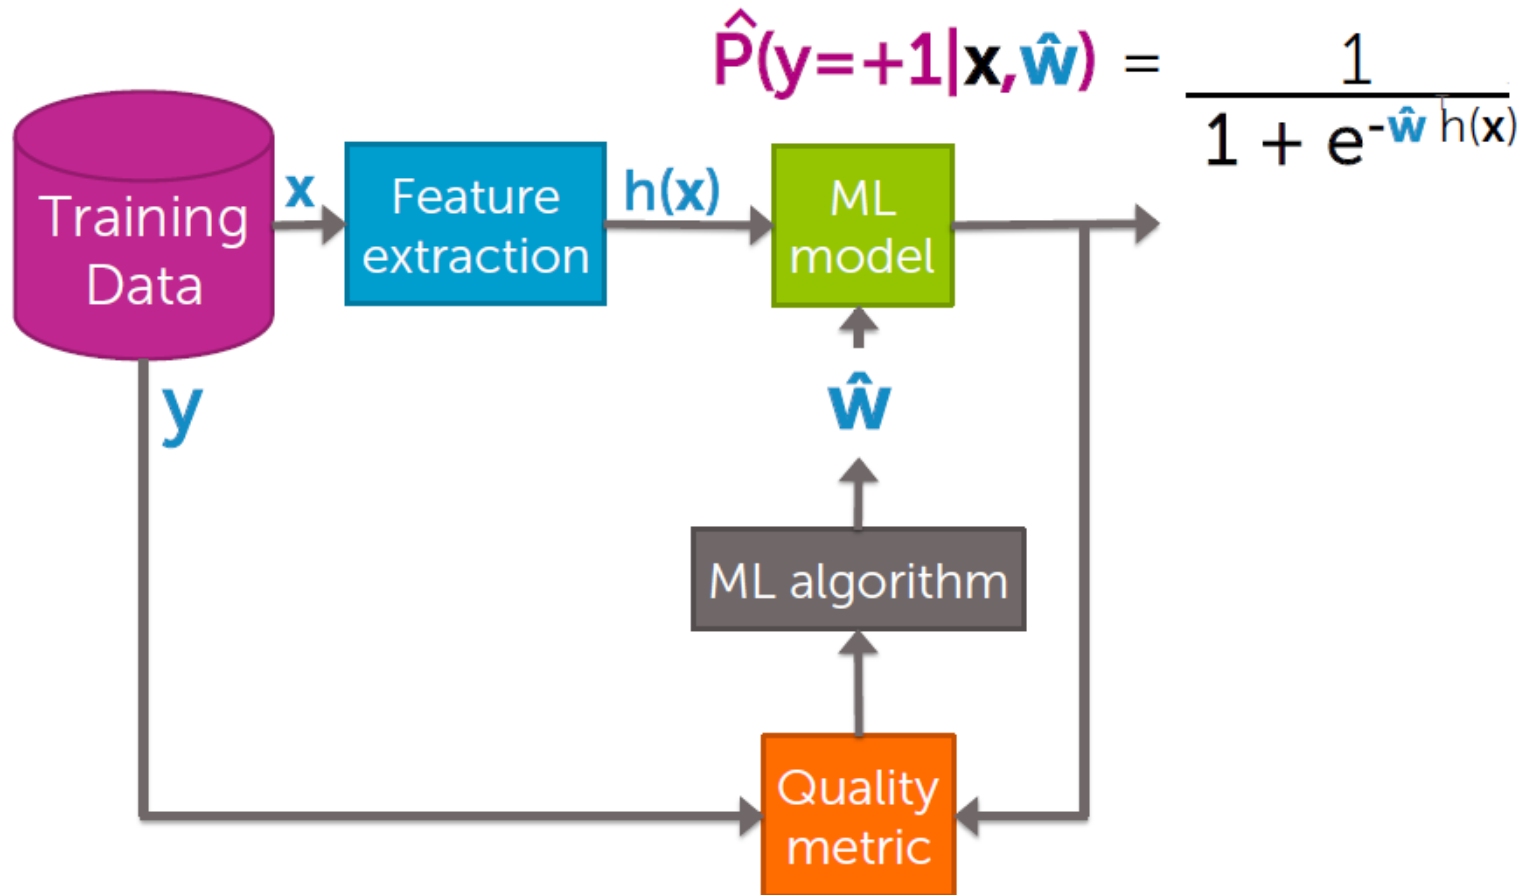 P̂(y=+1|x,ŵ) = 1
1 + e^-ŵ^T h(x)
Training
Data
x
Feature
extraction
h(x)
ML
model
y
ŵ
ML algorithm
Quality
metric